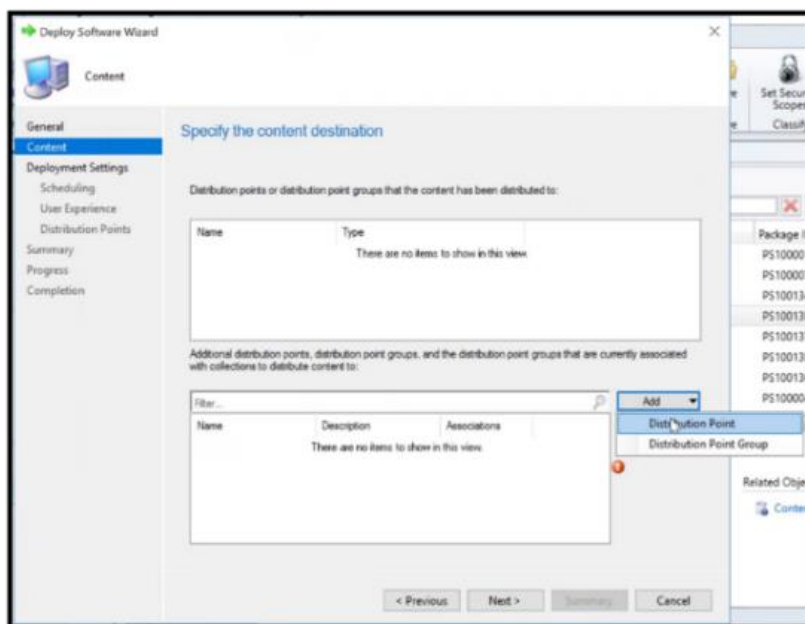 Deploy Software Wizard
Content
General
Content
Deployment Settings
Scheduling
User Experience
Distribution Points
Summary
Progress
Completion
Specify the content destination
Distribution points or distribution point groups that the content has been distributed to:
Name Type
There are no items to show in this view.
Additional distribution points, distribution point groups, and the distribution point groups that are currently associated
with collections to distribute content to:
Filter...
Add
Name Description Associations
There are no items to show in this view.
Distribution Point
Distribution Point Group
< Previous Next > Summary Cancel
Set Secur
Scopes
Classify
Package I
PS10000
PS10000
PS10013
PS10013
PS10013
PS10013
PS10013
PS10000
Related Obje
Conte